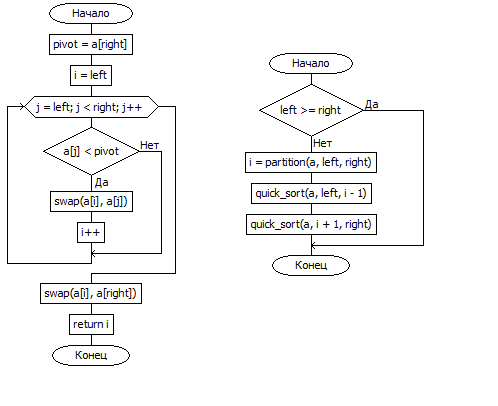 Начало
pivot = a[right]
i = left
j = left; j < right; j++
a[j] < pivot
Нет
Да
swap(a[i], a[j])
i++
swap(a[i], a[right])
return i
Конец
Начало
left >= right
Да
Нет
i = partition(a, left, right)
quick_sort(a, left, i - 1)
quick_sort(a, i + 1, right)
Конец